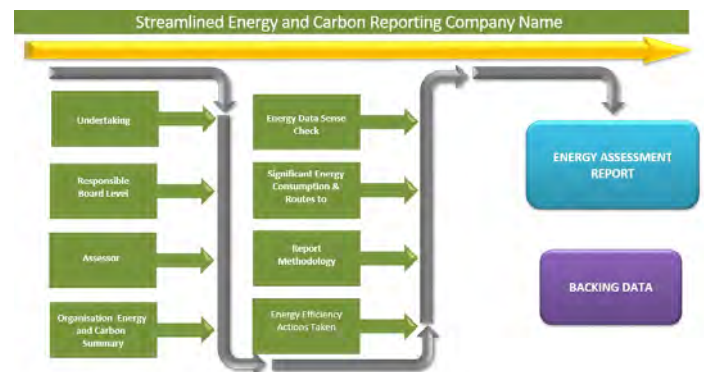 Streamlined Energy and Carbon Reporting Company Name
Undertaking
Responsible
Board Level
Assessor
Organisation Energy
and Carbon
Summary
Energy Data Sense
Check
Significant Energy
Consumption &
Routes to
Report
Methodology
Energy Efficiency
Actions Taken
ENERGY ASSESSMENT
REPORT
BACKING DATA